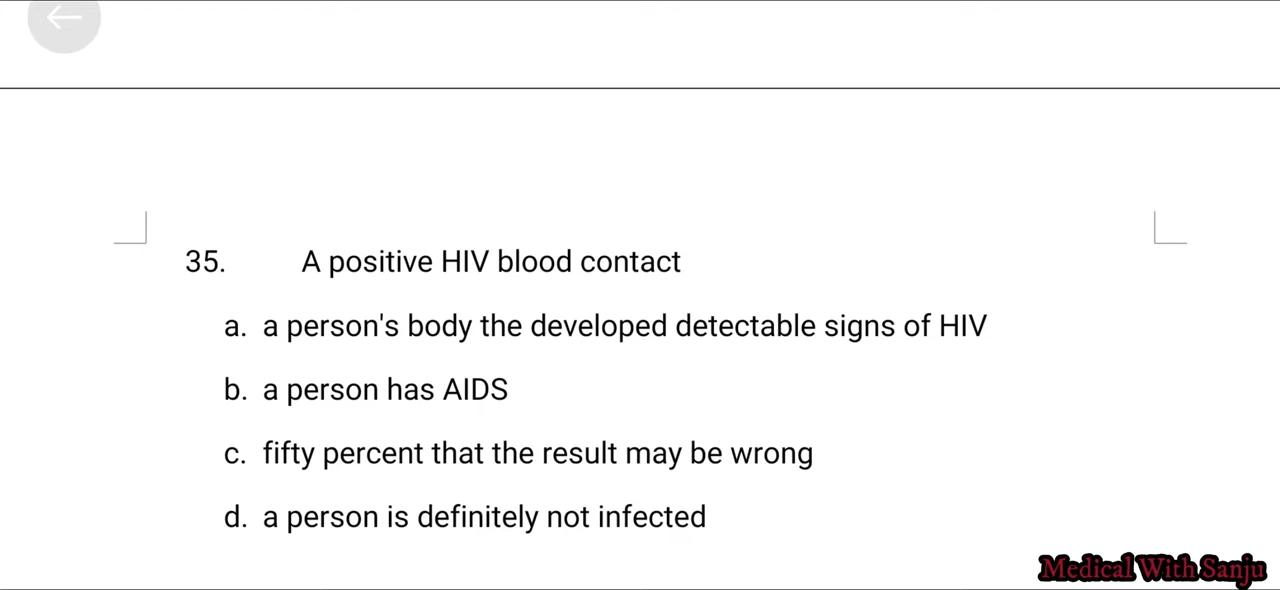 35. A positive HIV blood contact
a. a person's body the developed detectable signs of HIV
b. a person has AIDS
c. fifty percent that the result may be wrong
d. a person is definitely not infected
Medical With Sanju